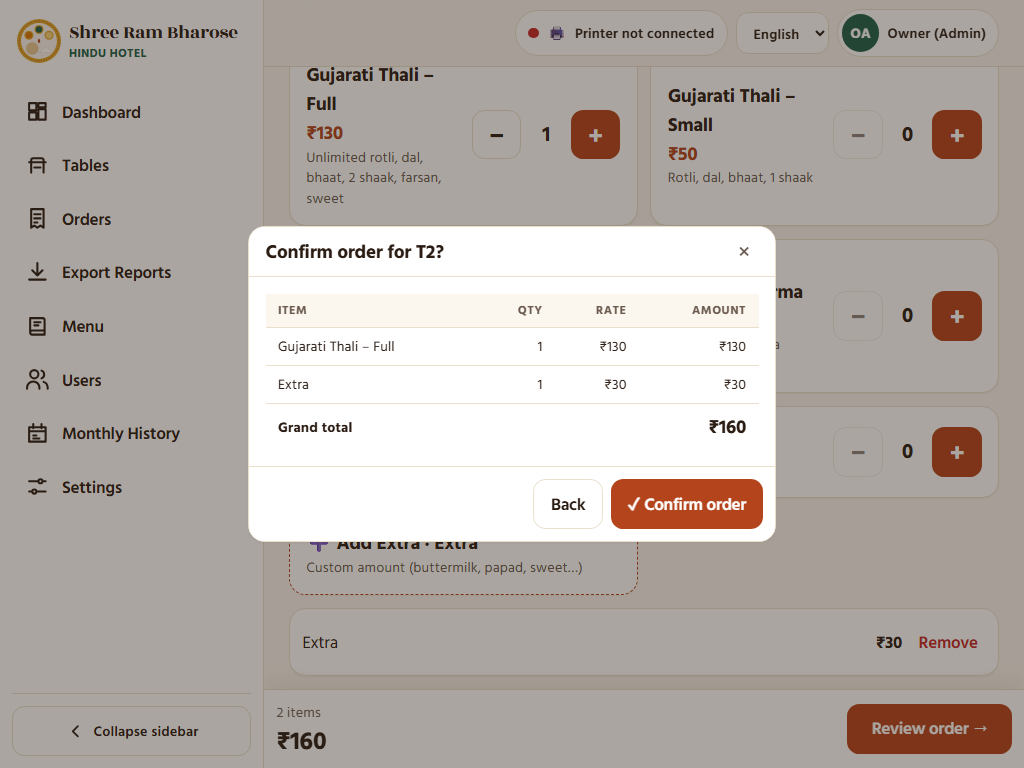 Shree Ram Bharose
HINDU HOTEL
Dashboard
Tables
Orders
Export Reports
Menu
Users
Monthly History
Settings
Collapse sidebar
Printer not connected
English
OA
Owner (Admin)
Gujarati Thali –
Full
₹130
Unlimited rotli, dal,
bhaat, 2 shaak, farsan,
sweet
− 1 +
Gujarati Thali –
Small
₹50
Rotli, dal, bhaat, 1 shaak
− 0 +
− 0 +
− 0 +
Confirm order for T2?
×
ITEM QTY RATE AMOUNT
Gujarati Thali – Full 1 ₹130 ₹130
Extra 1 ₹30 ₹30
Grand total ₹160
Back
✓ Confirm order
Add Extra · Extra
Custom amount (buttermilk, papad, sweet…)
Extra ₹30 Remove
2 items
₹160
Review order →